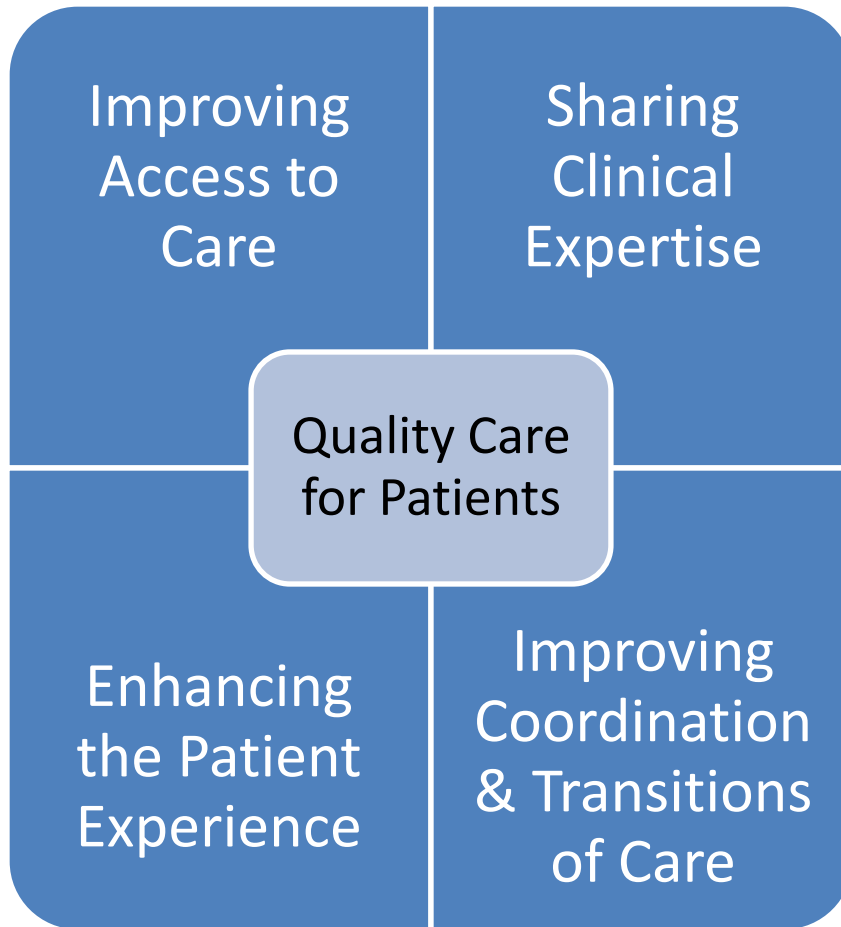 Improving
Access to
Care
Sharing
Clinical
Expertise
Quality Care
for Patients
Enhancing
the Patient
Experience
Improving
Coordination
& Transitions
of Care